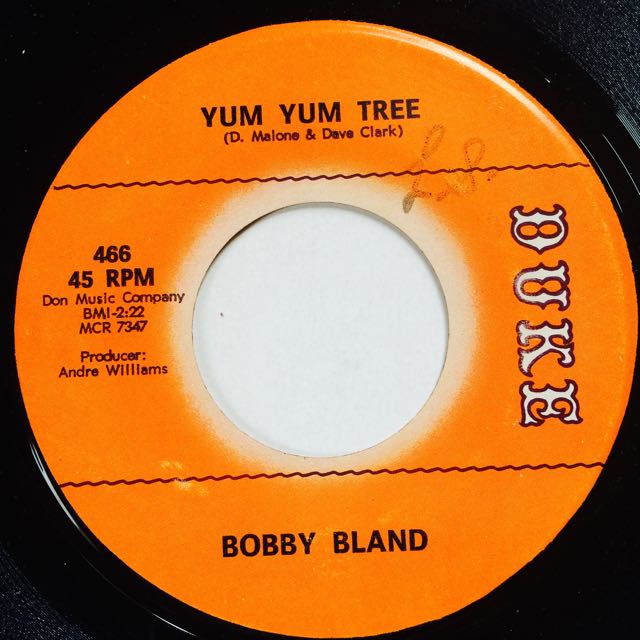 YUM YUM TREE
(D. Malone & Dave Clark)
466
45 RPM
Don Music Company
BMI-2:22
MCR 7347
Producer:
Andre Williams
DUKE
BOBBY BLAND